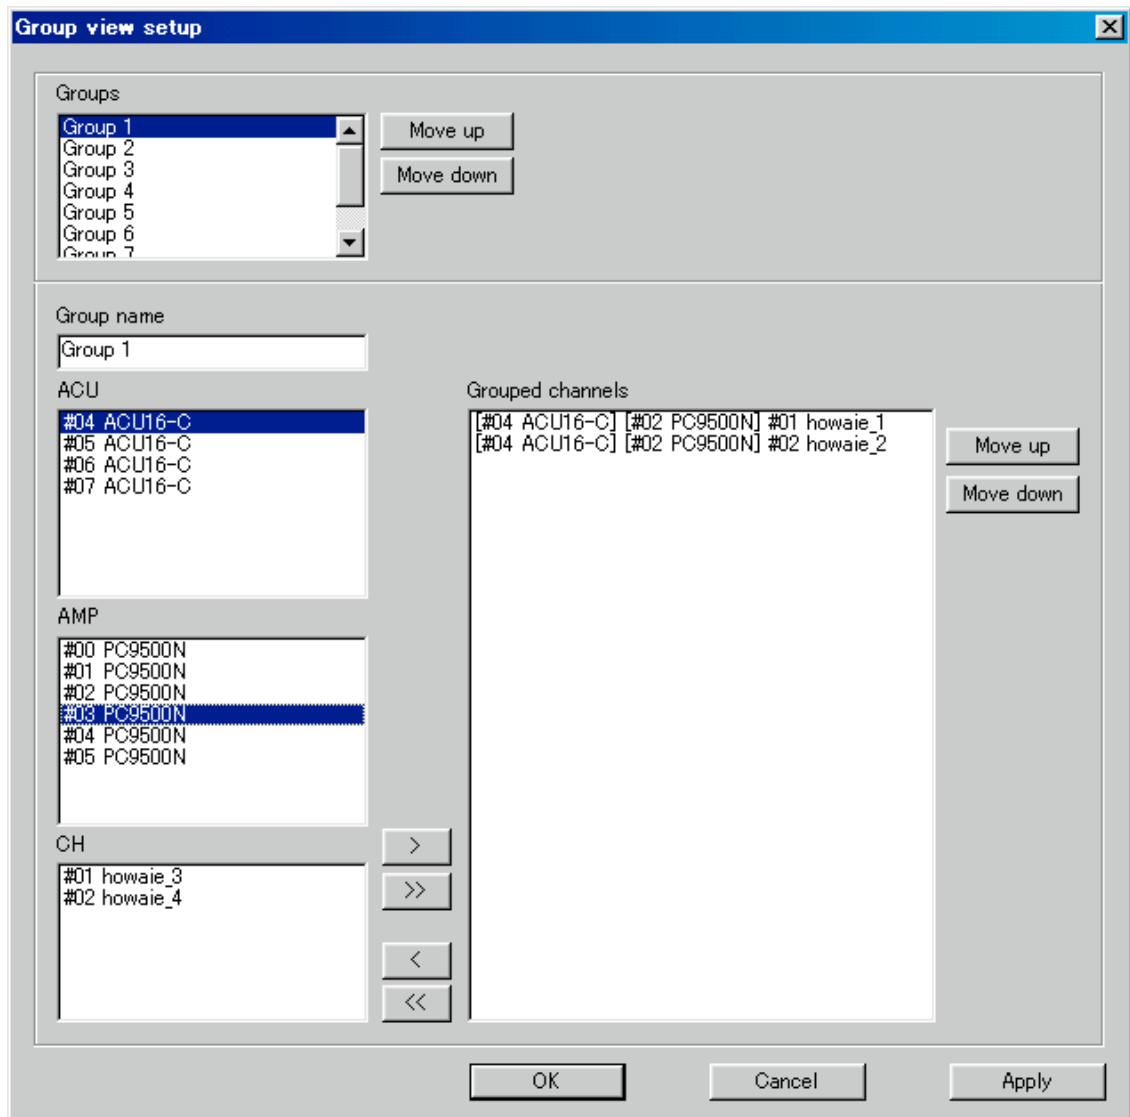 Group view setup
Groups
Group 1
Group 2
Group 3
Group 4
Group 5
Group 6
Group 7
Move up
Move down
Group name
Group 1
ACU
#04 ACU16-C
#05 ACU16-C
#06 ACU16-C
#07 ACU16-C
AMP
#00 PC9500N
#01 PC9500N
#02 PC9500N
#03 PC9500N
#04 PC9500N
#05 PC9500N
CH
#01 howaie_3
#02 howaie_4
>
>>
<
<<
Grouped channels
[#04 ACU16-C] [#02 PC9500N] #01 howaie_1
[#04 ACU16-C] [#02 PC9500N] #02 howaie_2
Move up
Move down
OK
Cancel
Apply